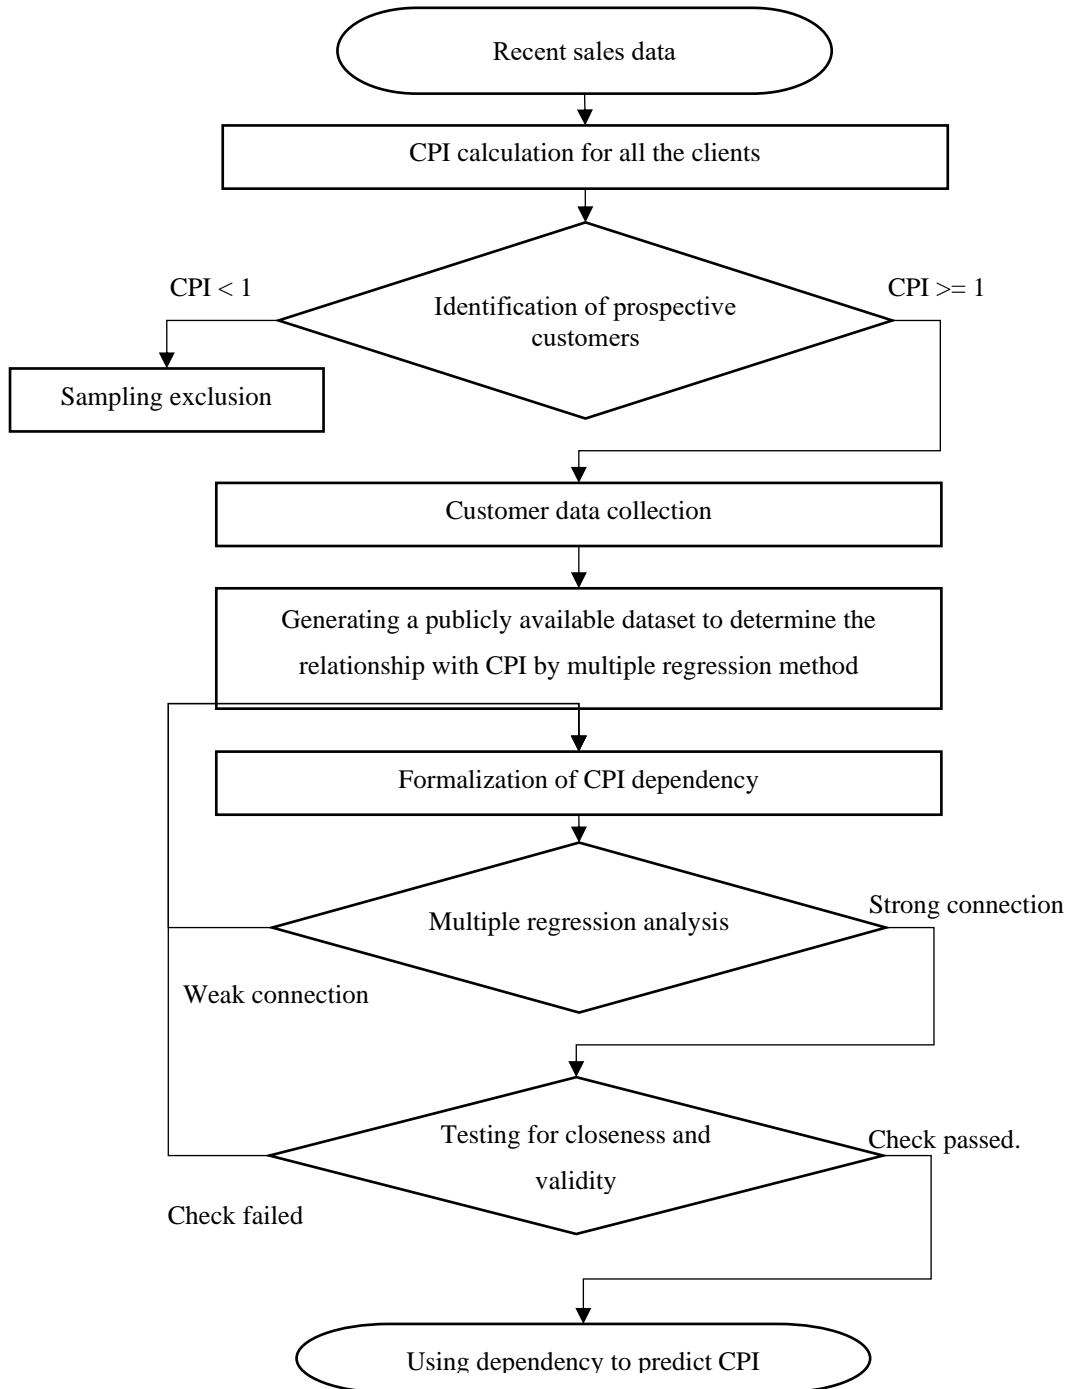 Recent sales data
CPI calculation for all the clients
CPI < 1
CPI >= 1
Identification of prospective
customers
Sampling exclusion
Customer data collection
Generating a publicly available dataset to determine the
relationship with CPI by multiple regression method
Formalization of CPI dependency
Multiple regression analysis
Strong connection
Weak connection
Testing for closeness and
validity
Check passed.
Check failed
Using dependency to predict CPI